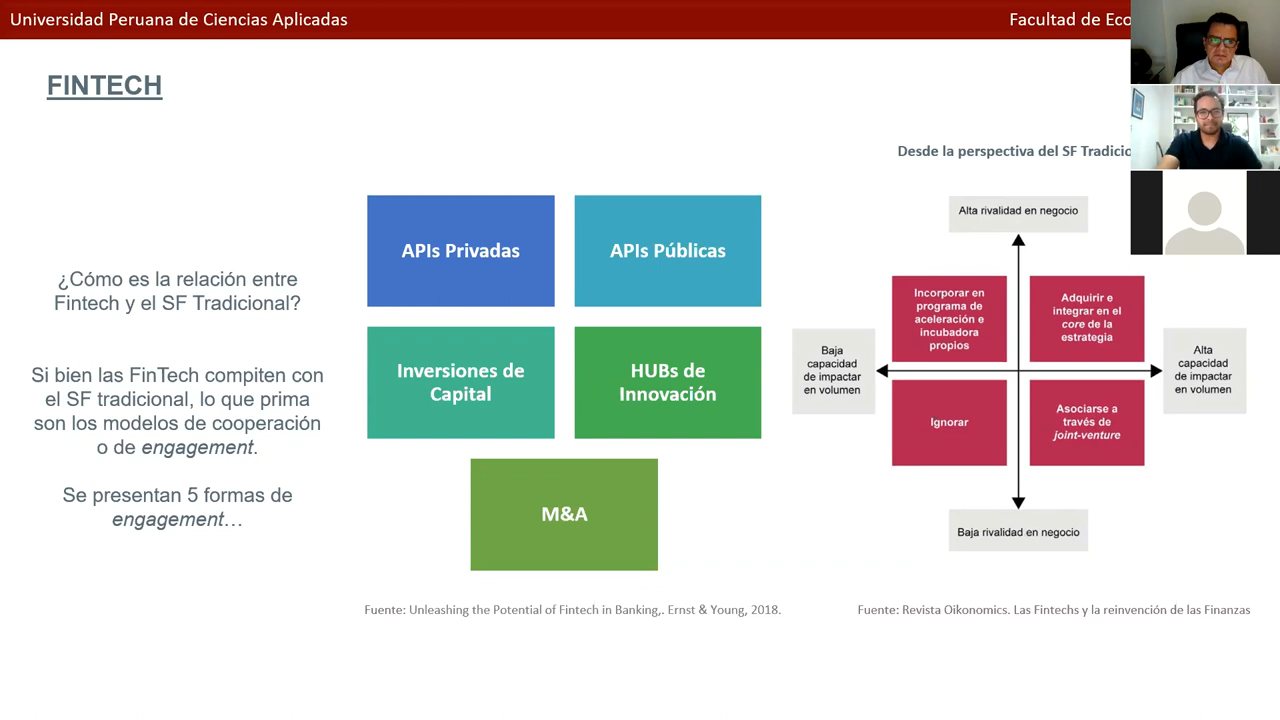 Universidad Peruana de Ciencias Aplicadas
Facultad de
FINTECH
¿Cómo es la relación entre
Fintech y el SF Tradicional?
Si bien las FinTech compiten con
el SF tradicional, lo que prima
son los modelos de cooperación
o de engagement.
Se presentan 5 formas de
engagement…
APIs Privadas
APIs Públicas
Inversiones de
Capital
HUBs de
Innovación
M&A
Fuente: Unleashing the Potential of Fintech in Banking,. Ernst & Young, 2018.
Desde la perspectiva del SF
Alta rivalidad en negocio
Incorporar en
programa de
aceleración e
incubadora
propios
Adquirir e
integrar en el
core de la
estrategia
Baja
capacidad
de impactar
en volumen
Alta
capacidad
de impactar
en volumen
Ignorar
Asociarse a
través de
joint-venture
Baja rivalidad en negocio
Fuente: Revista Oikonomics. Las Fintechs y la reinvención de las Finanzas